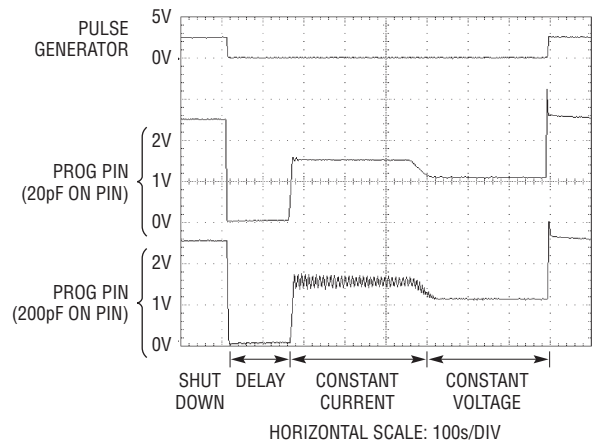 PULSE
GENERATOR
5V
0V
PROG PIN
(20pF ON PIN)
2V
1V
0V
PROG PIN
(200pF ON PIN)
2V
1V
0V
SHUT
DOWN
DELAY
CONSTANT
CURRENT
CONSTANT
VOLTAGE
HORIZONTAL SCALE: 100s/DIV